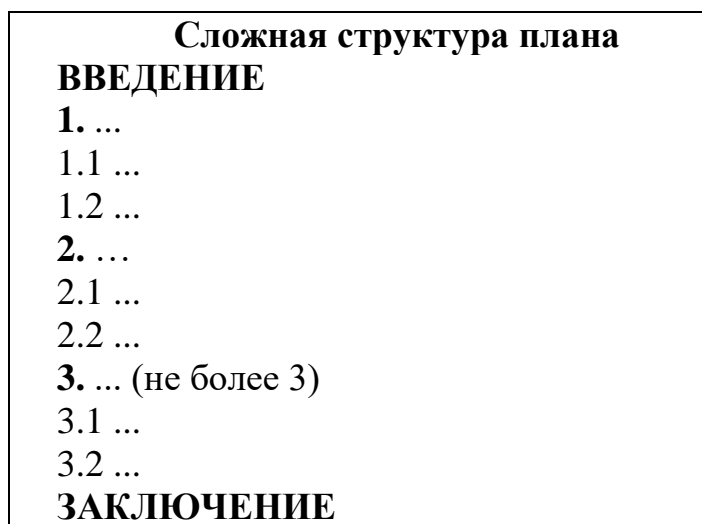 Сложная структура плана
ВВЕДЕНИЕ
1. ...
1.1 ...
1.2 ...
2. …
2.1 ...
2.2 ...
3. ... (не более 3)
3.1 ...
3.2 ...
ЗАКЛЮЧЕНИЕ